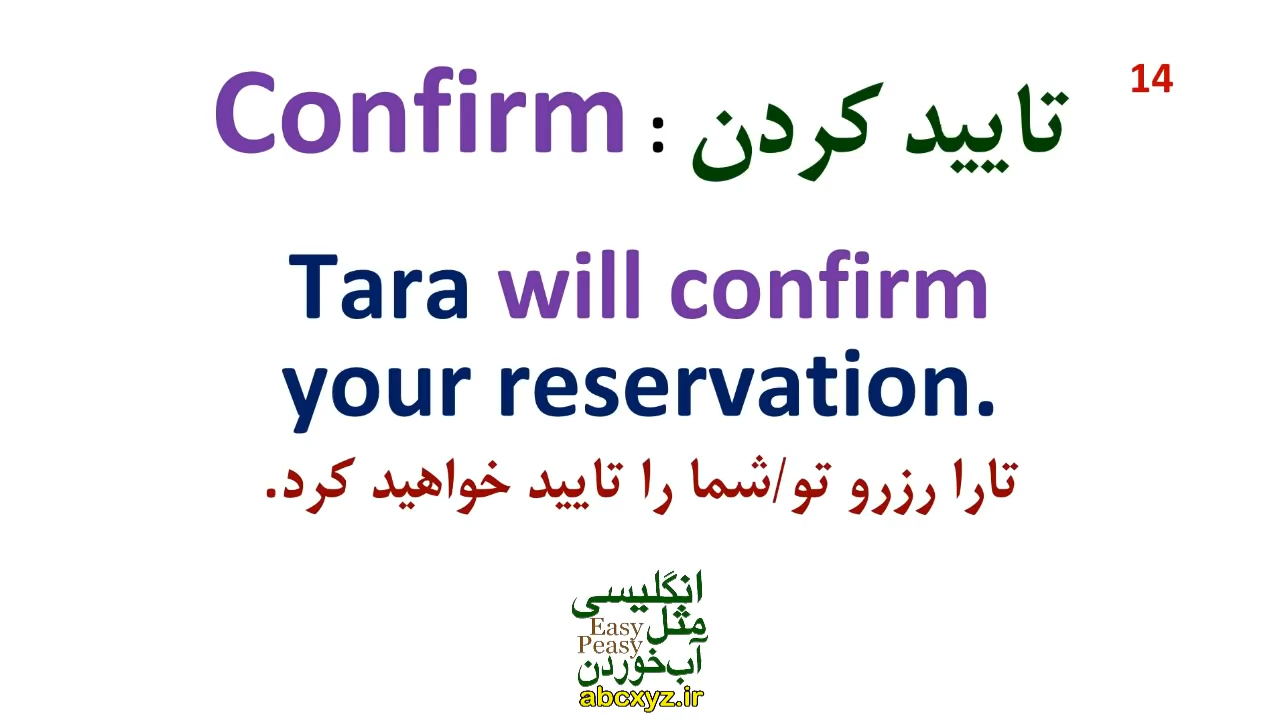 14
Confirm : تایید کردن
Tara will confirm
your reservation.
تارا رزرو تو/شما را تایید خواهید کرد.
انگلیسی
مثل Easy
Peasy
آب‌خوردن
abcxyz.ir